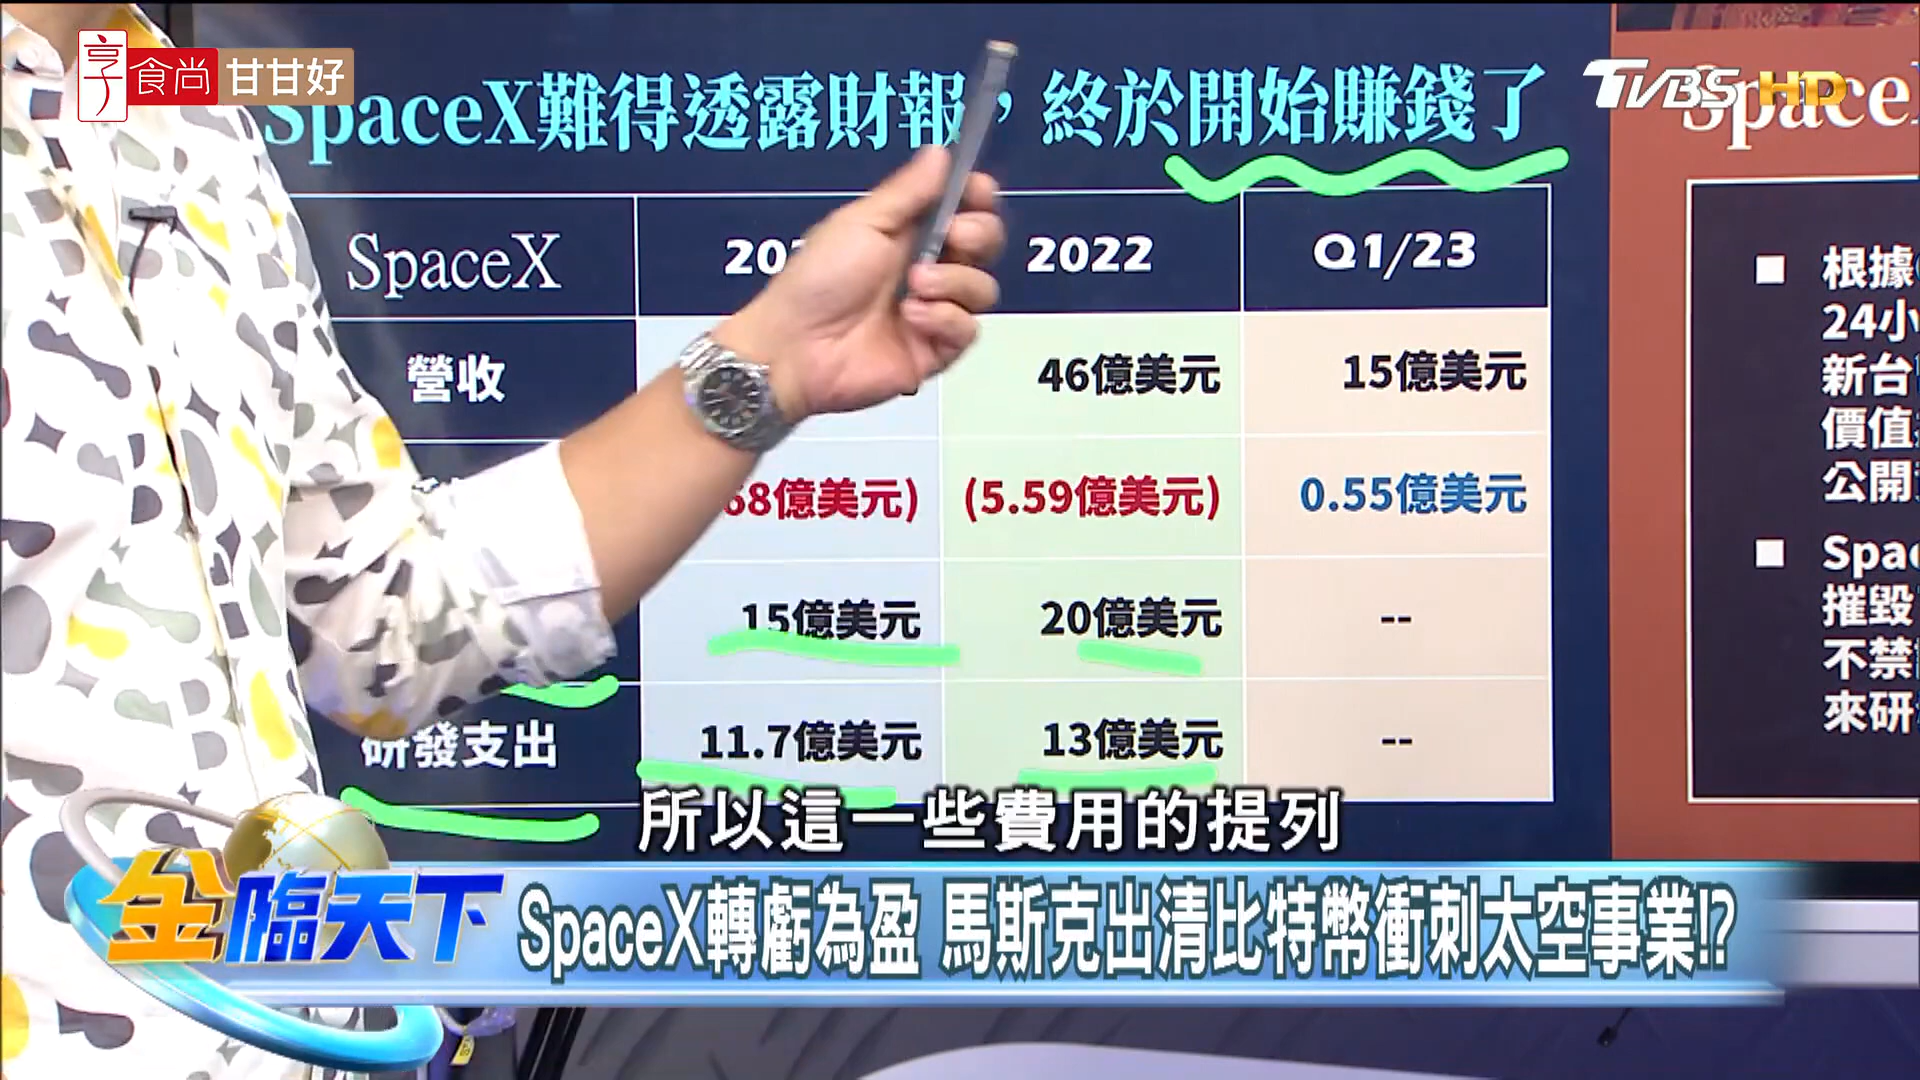 享
食尚 甘甘好
SpaceX難得透露財報，終於開始賺錢了
TVBS HD
SpaceX 2022 Q1/23
營收 46億美元 15億美元
68億美元) (5.59億美元) 0.55億美元
15億美元 20億美元 --
研發支出 11.7億美元 13億美元 --
Space
■ 根據
24小
新台
價值
公開
■ Spac
摧毀
不禁
來研
所以這一些費用的提列
金臨天下
SpaceX轉虧為盈 馬斯克出清比特幣衝刺太空事業!?